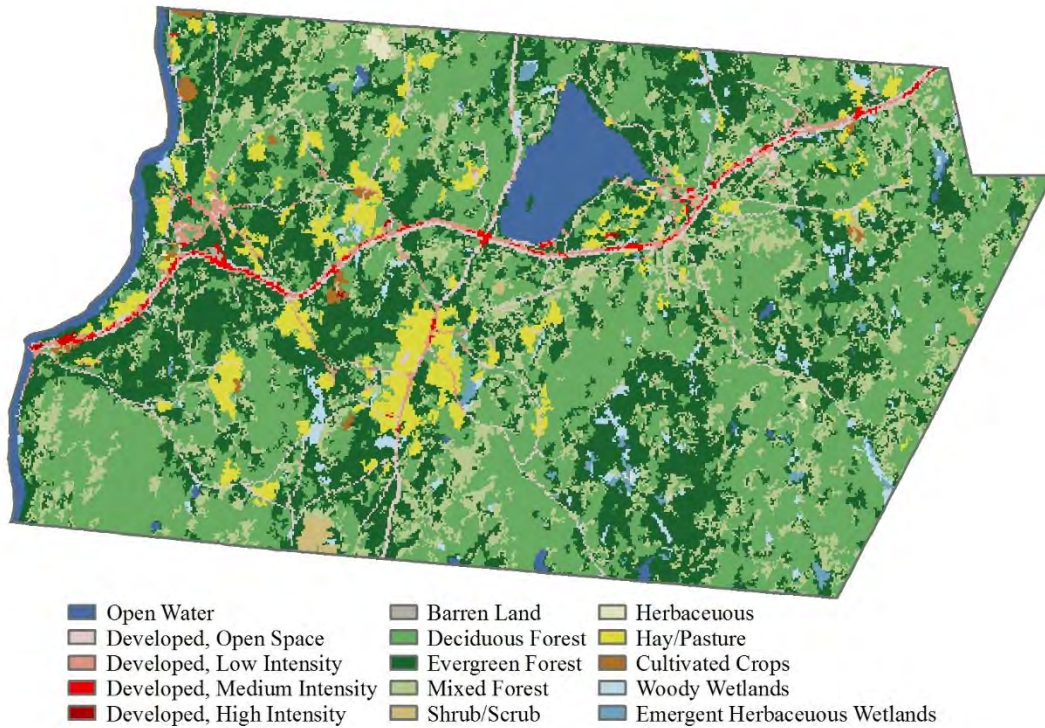 Open Water
Developed, Open Space
Developed, Low Intensity
Developed, Medium Intensity
Developed, High Intensity
Barren Land
Deciduous Forest
Evergreen Forest
Mixed Forest
Shrub/Scrub
Herbaceuous
Hay/Pasture
Cultivated Crops
Woody Wetlands
Emergent Herbaceuous Wetlands